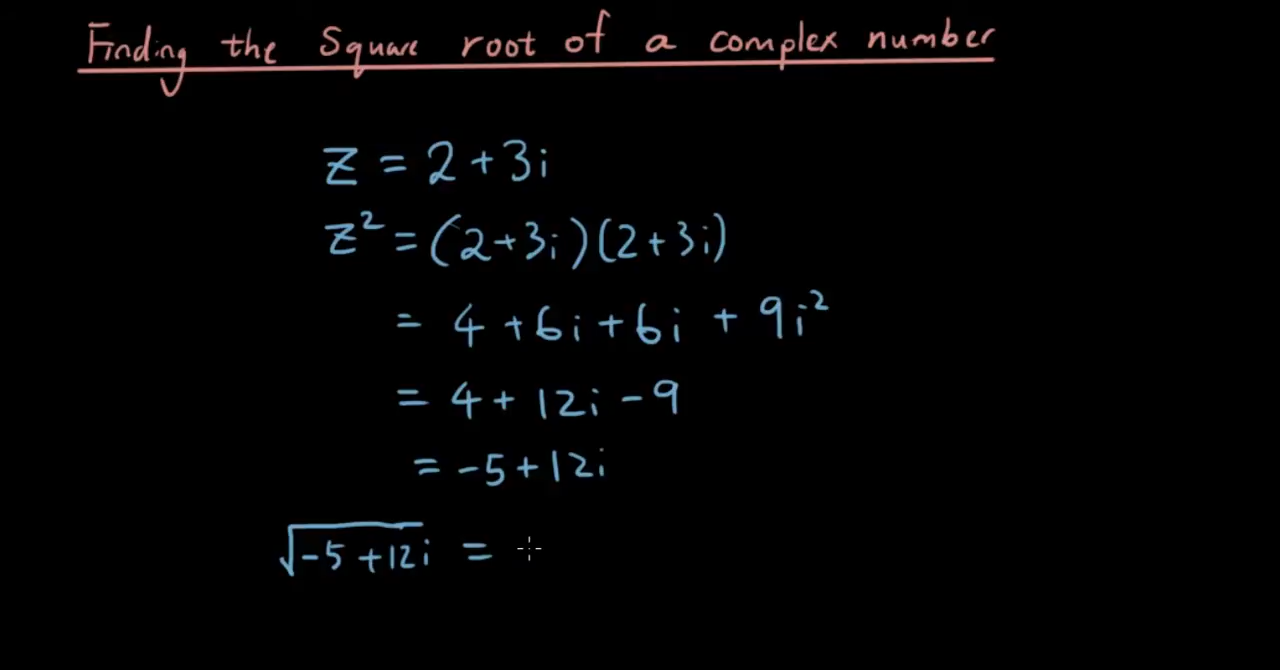 Finding the Square root of a complex number
z = 2 + 3i
z² = (2+3i)(2+3i)
= 4 + 6i + 6i + 9i²
= 4 + 12i - 9
= -5 + 12i
√-5 + 12i =